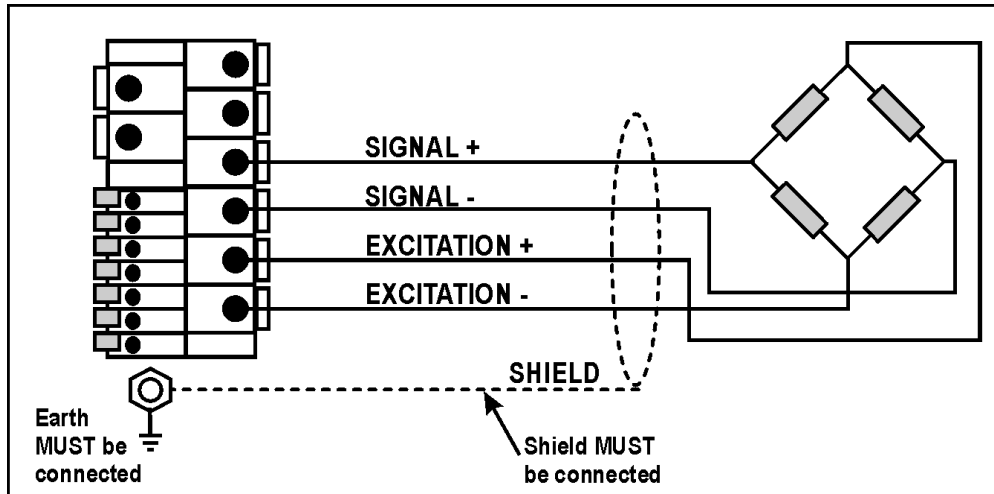 SIGNAL +
SIGNAL -
EXCITATION +
EXCITATION -
SHIELD
Earth
MUST be
connected
Shield MUST
be connected